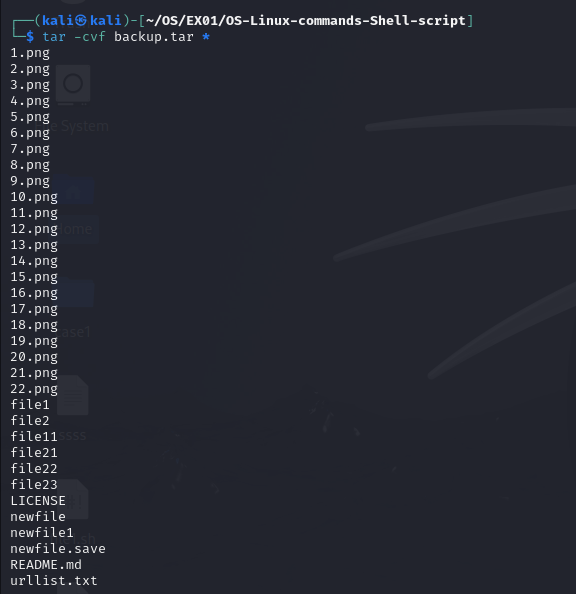 ┌──(kali㉿kali)-[~/OS/EX01/OS-Linux-commands-Shell-script]
└─$ tar -cvf backup.tar *
1.png
2.png
3.png
4.png
5.png
6.png
7.png
8.png
9.png
10.png
11.png
12.png
13.png
14.png
15.png
16.png
17.png
18.png
19.png
20.png
21.png
22.png
file1
file2
file11
file21
file22
file23
LICENSE
newfile
newfile1
newfile.save
README.md
urllist.txt